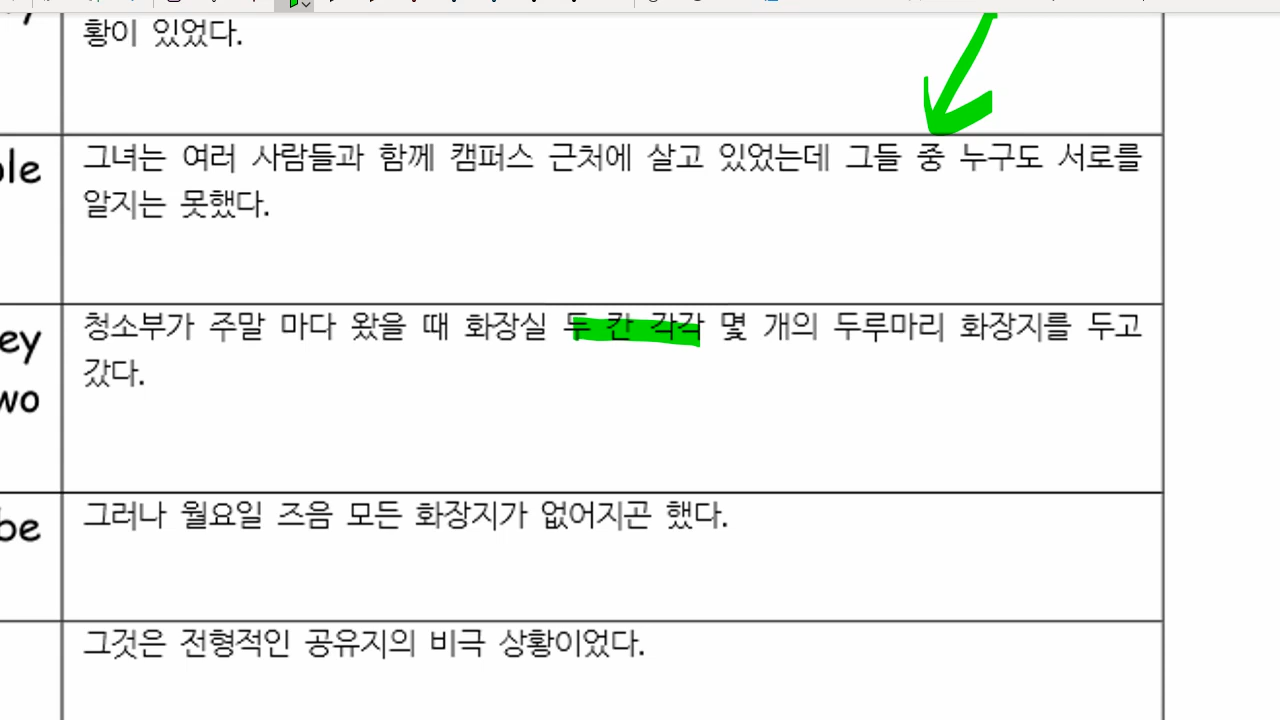 황이 있었다.
ple 그녀는 여러 사람들과 함께 캠퍼스 근처에 살고 있었는데 그들 중 누구도 서로를
알지는 못했다.
ey 청소부가 주말 마다 왔을 때 화장실 두 칸 각각 몇 개의 두루마리 화장지를 두고
wo 갔다.
be 그러나 월요일 즈음 모든 화장지가 없어지곤 했다.
그것은 전형적인 공유지의 비극 상황이었다.